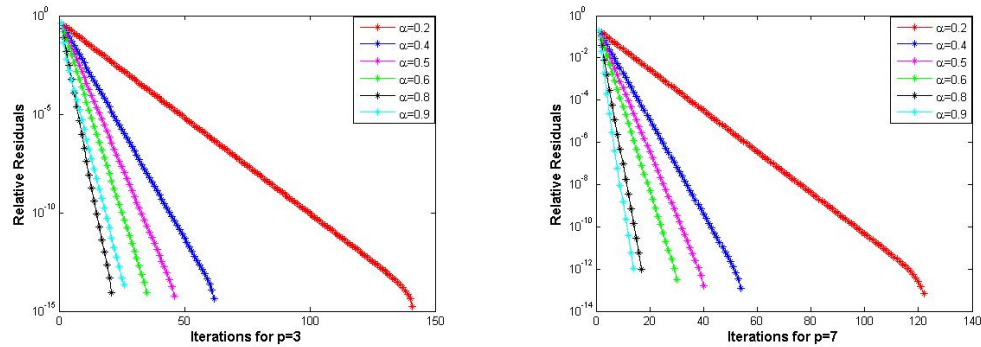 10^0
10^-5
10^-10
10^-15
Relative Residuals
0
50
100
150
Iterations for p=3
α=0.2
α=0.4
α=0.5
α=0.6
α=0.8
α=0.9
10^0
10^-2
10^-4
10^-6
10^-8
10^-10
10^-12
10^-14
Relative Residuals
0
20
40
60
80
100
120
140
Iterations for p=7
α=0.2
α=0.4
α=0.5
α=0.6
α=0.8
α=0.9